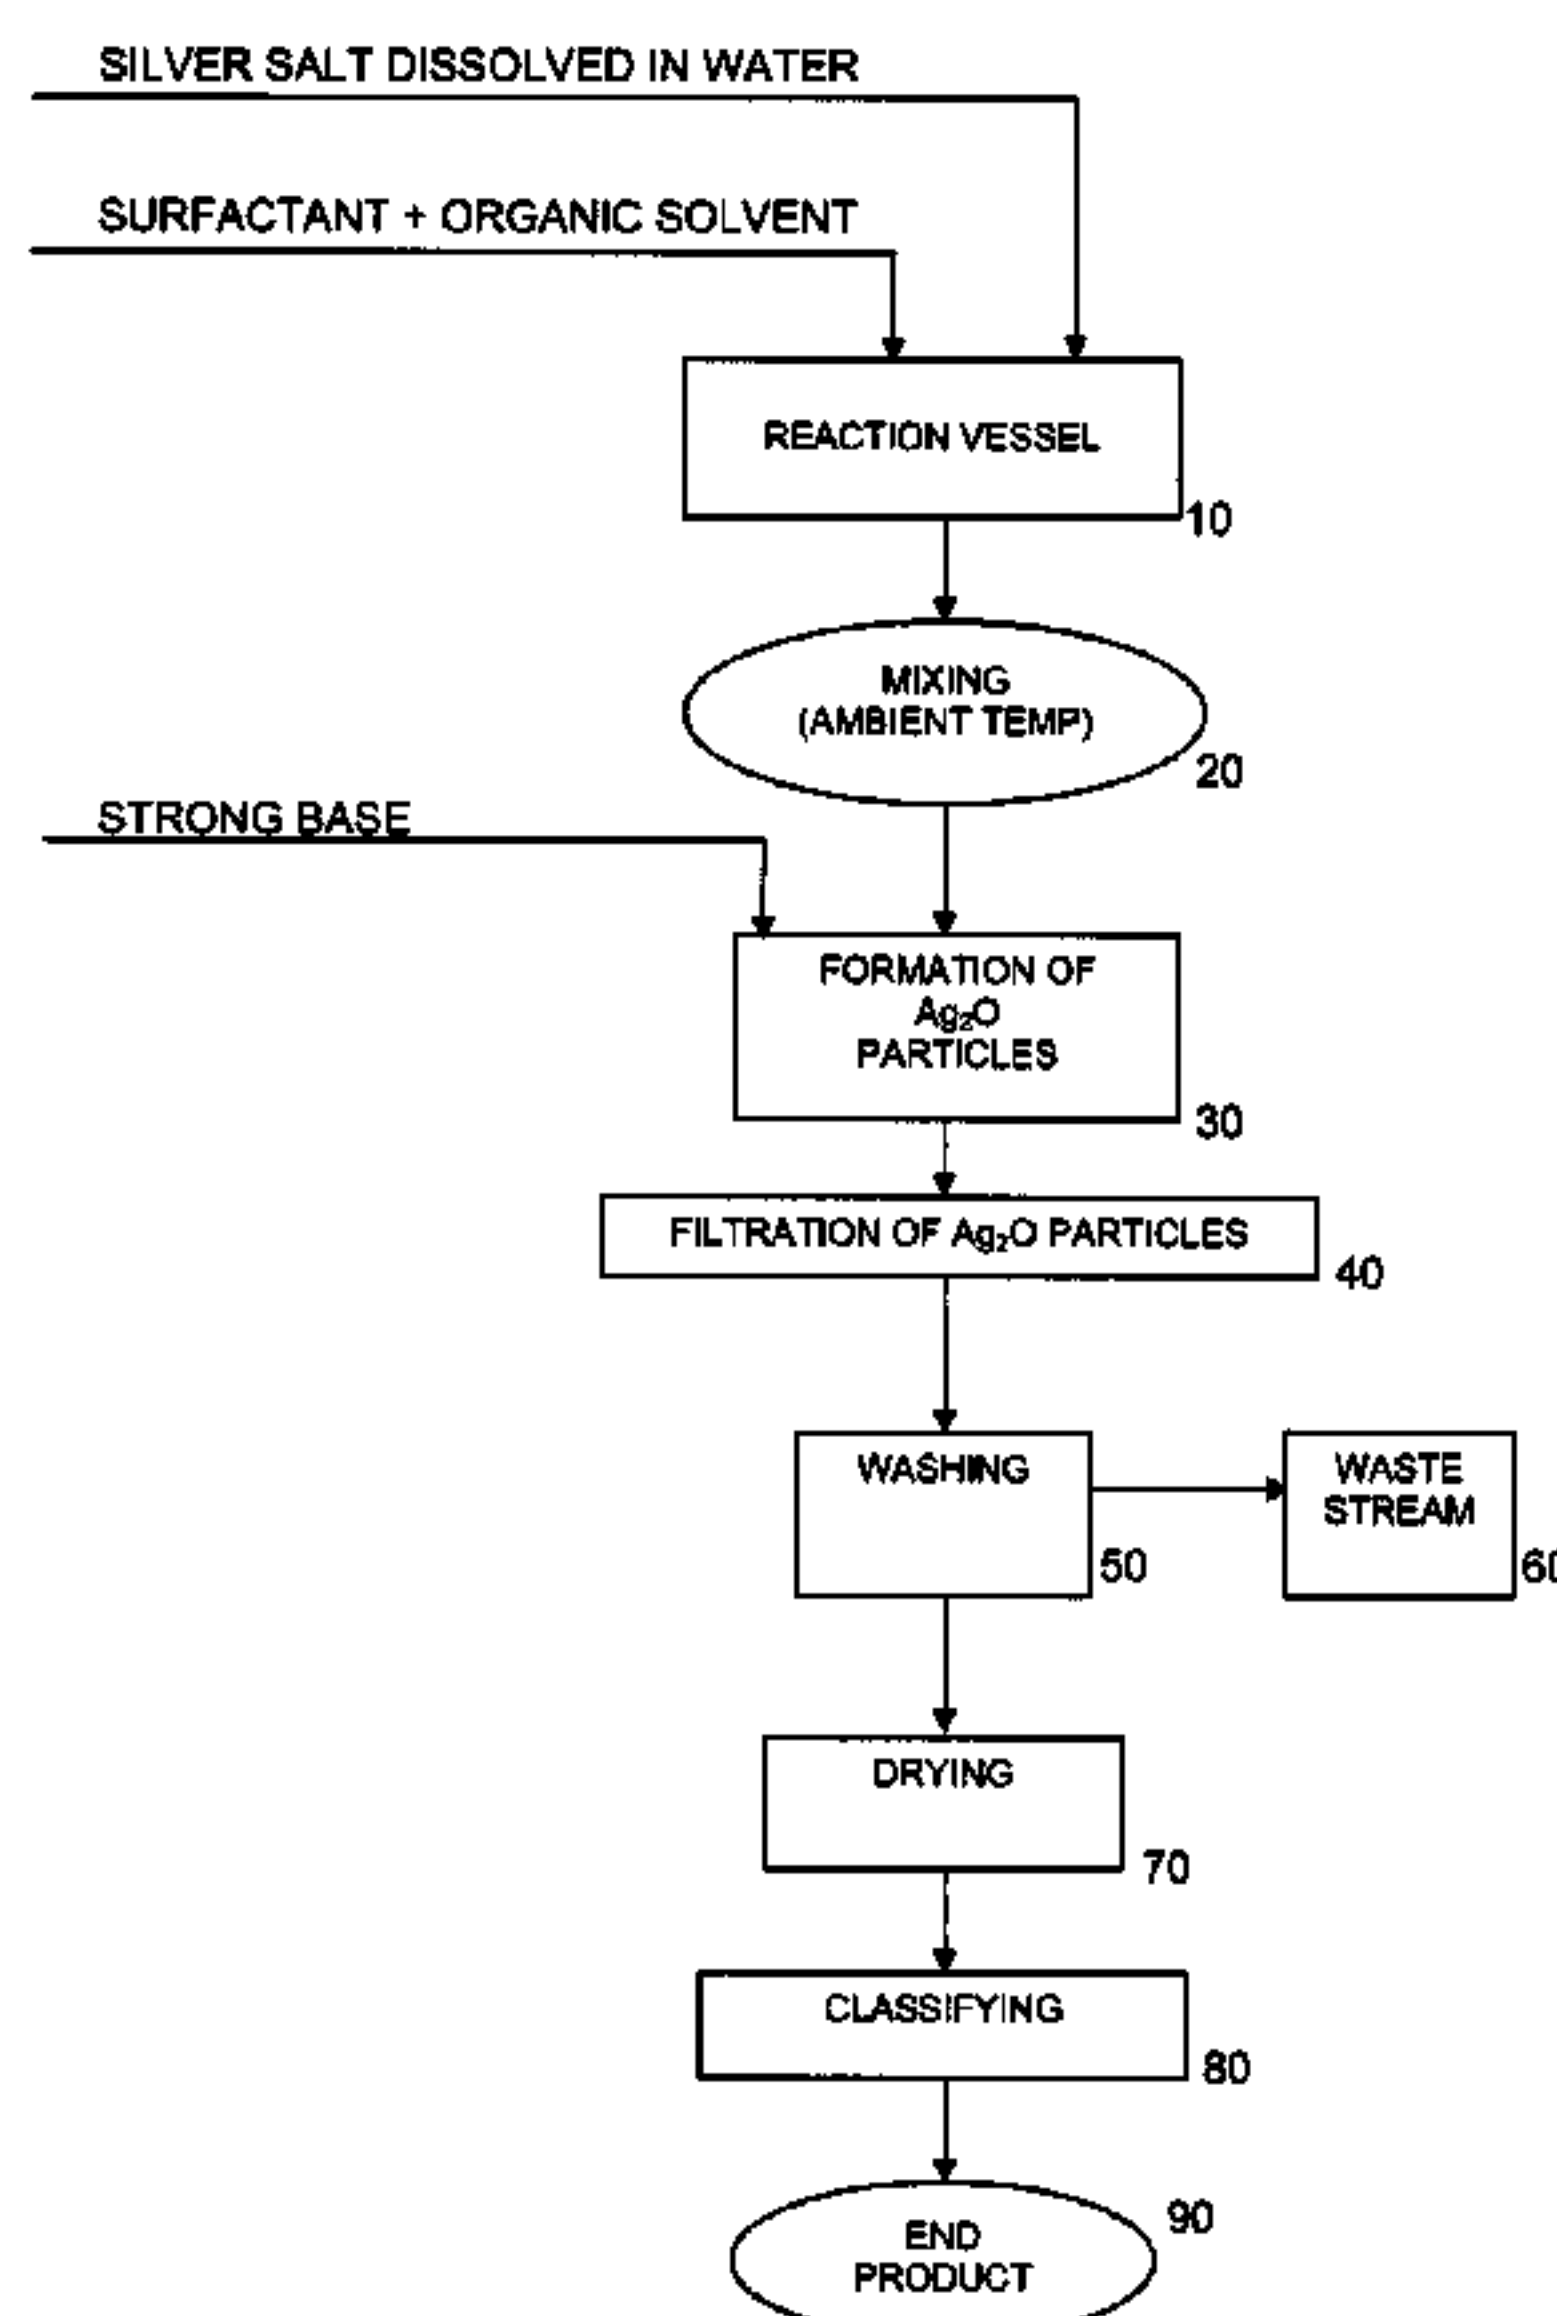 SILVER SALT DISSOLVED IN WATER
SURFACTANT + ORGANIC SOLVENT
REACTION VESSEL
10
MIXING
(AMBIENT TEMP)
20
STRONG BASE
FORMATION OF
Ag₂O
PARTICLES
30
FILTRATION OF Ag₂O PARTICLES
40
WASHING
50
WASTE
STREAM
60
DRYING
70
CLASSIFYING
80
90
END
PRODUCT